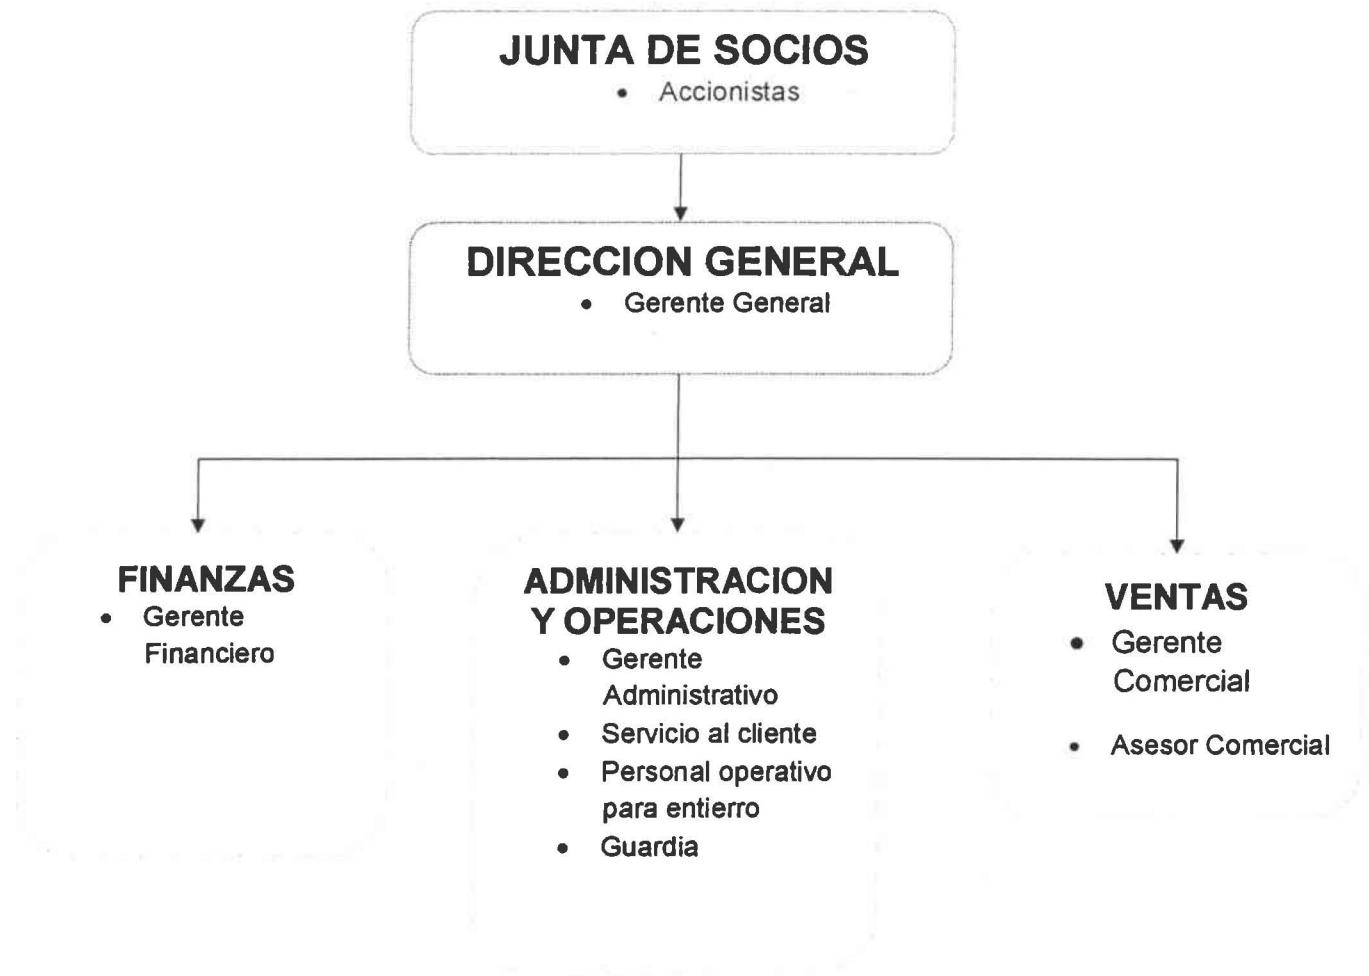 JUNTA DE SOCIOS
• Accionistas
DIRECCION GENERAL
• Gerente General
FINANZAS
• Gerente
Financiero
ADMINISTRACION
Y OPERACIONES
• Gerente
Administrativo
• Servicio al cliente
• Personal operativo
para entierro
• Guardia
VENTAS
• Gerente
Comercial
• Asesor Comercial